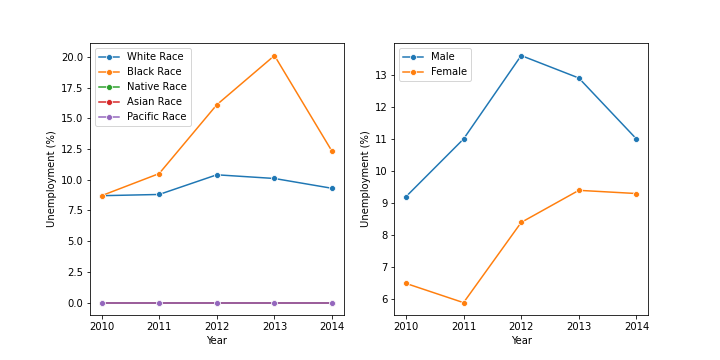 White Race
Black Race
Native Race
Asian Race
Pacific Race
20.0
17.5
15.0
12.5
10.0
7.5
5.0
2.5
0.0
Unemployment (%)
2010 2011 2012 2013 2014
Year
Male
Female
13
12
11
10
9
8
7
6
Unemployment (%)
2010 2011 2012 2013 2014
Year